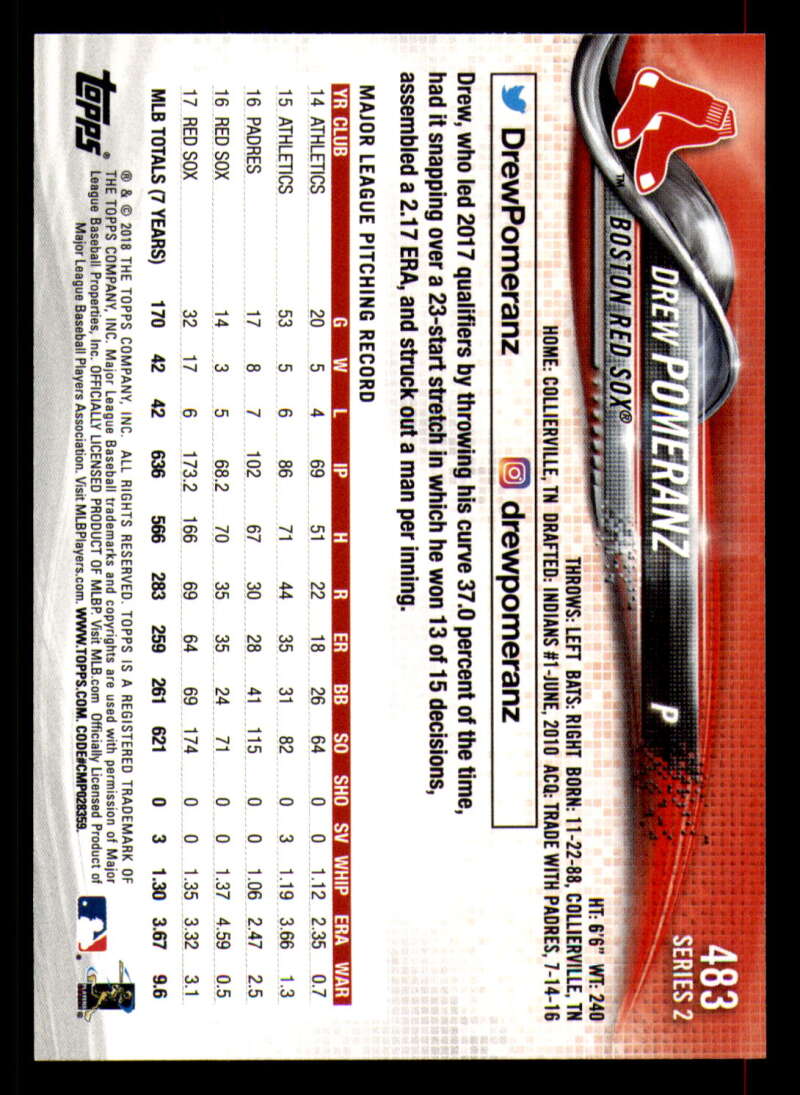 483
SERIES 2
DREW POMERANZ P
BOSTON RED SOX®
™
HT: 6'6" WT: 240
THROWS: LEFT BATS: RIGHT BORN: 11-22-88, COLLIERVILLE, TN
HOME: COLLIERVILLE, TN DRAFTED: INDIANS #1-JUNE, 2010 ACQ: TRADE WITH PADRES, 7-14-16
DrewPomeranz drewpomeranz
Drew, who led 2017 qualifiers by throwing his curve 37.0 percent of the time,
had it snapping over a 23-start stretch in which he won 13 of 15 decisions,
assembled a 2.17 ERA, and struck out a man per inning.
MAJOR LEAGUE PITCHING RECORD
YR CLUB G W L IP H R ER BB SO SHO SV WHIP ERA WAR
14 ATHLETICS 20 5 4 69 51 22 18 26 64 0 0 1.12 2.35 0.7
15 ATHLETICS 53 5 6 86 71 44 35 31 82 0 3 1.19 3.66 1.3
16 PADRES 17 8 7 102 67 30 28 41 115 0 0 1.06 2.47 2.5
16 RED SOX 14 3 5 68.2 70 35 35 24 71 0 0 1.37 4.59 0.5
17 RED SOX 32 17 6 173.2 166 69 64 69 174 0 0 1.35 3.32 3.1
MLB TOTALS (7 YEARS) 170 42 42 636 566 283 259 261 621 0 3 1.30 3.67 9.6
topps®
® & © 2018 THE TOPPS COMPANY, INC. ALL RIGHTS RESERVED. TOPPS IS A REGISTERED TRADEMARK OF
THE TOPPS COMPANY, INC. Major League Baseball trademarks and copyrights are used with permission of Major
League Baseball Properties, Inc. OFFICIALLY LICENSED PRODUCT OF MLBP. Visit MLB.com Officially Licensed Product of
Major League Baseball Players Association. Visit MLBPlayers.com. WWW.TOPPS.COM. CODE#CMP028359.